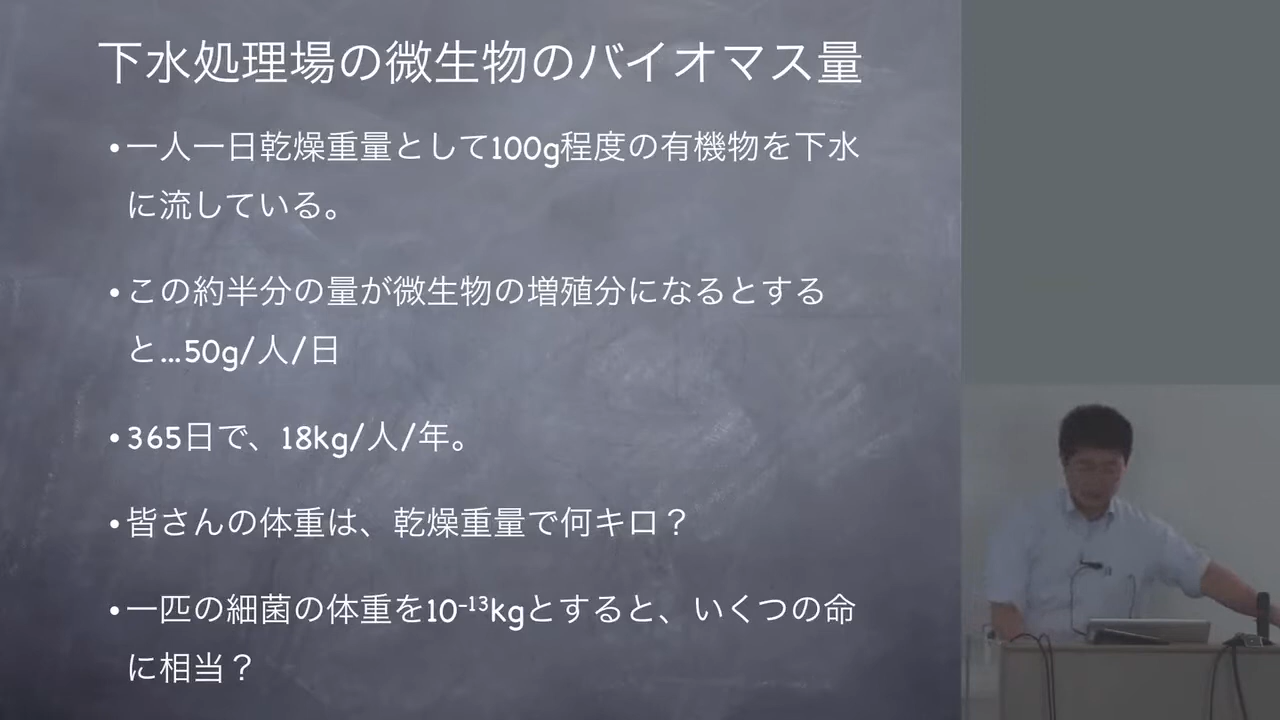 下水処理場の微生物のバイオマス量
•一人一日乾燥重量として100g程度の有機物を下水
に流している。
•この約半分の量が微生物の増殖分になるとする
と…50g/人/日
•365日で、18kg/人/年。
•皆さんの体重は、乾燥重量で何キロ？
•一匹の細菌の体重を10⁻¹³kgとすると、いくつの命
に相当？